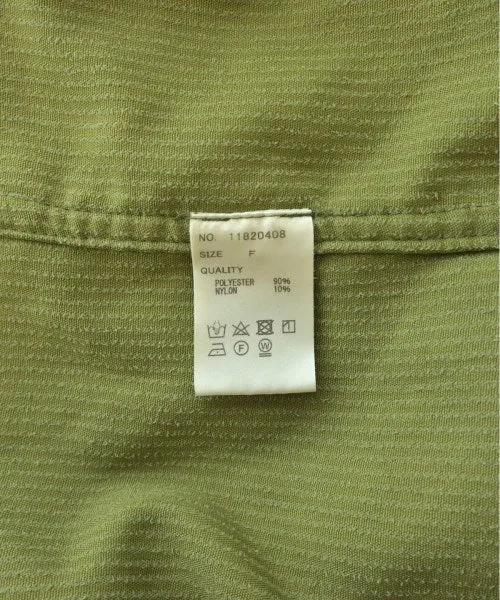 NO. 11820408
SIZE F
QUALITY
POLYESTER 90%
NYLON 10%
F
W